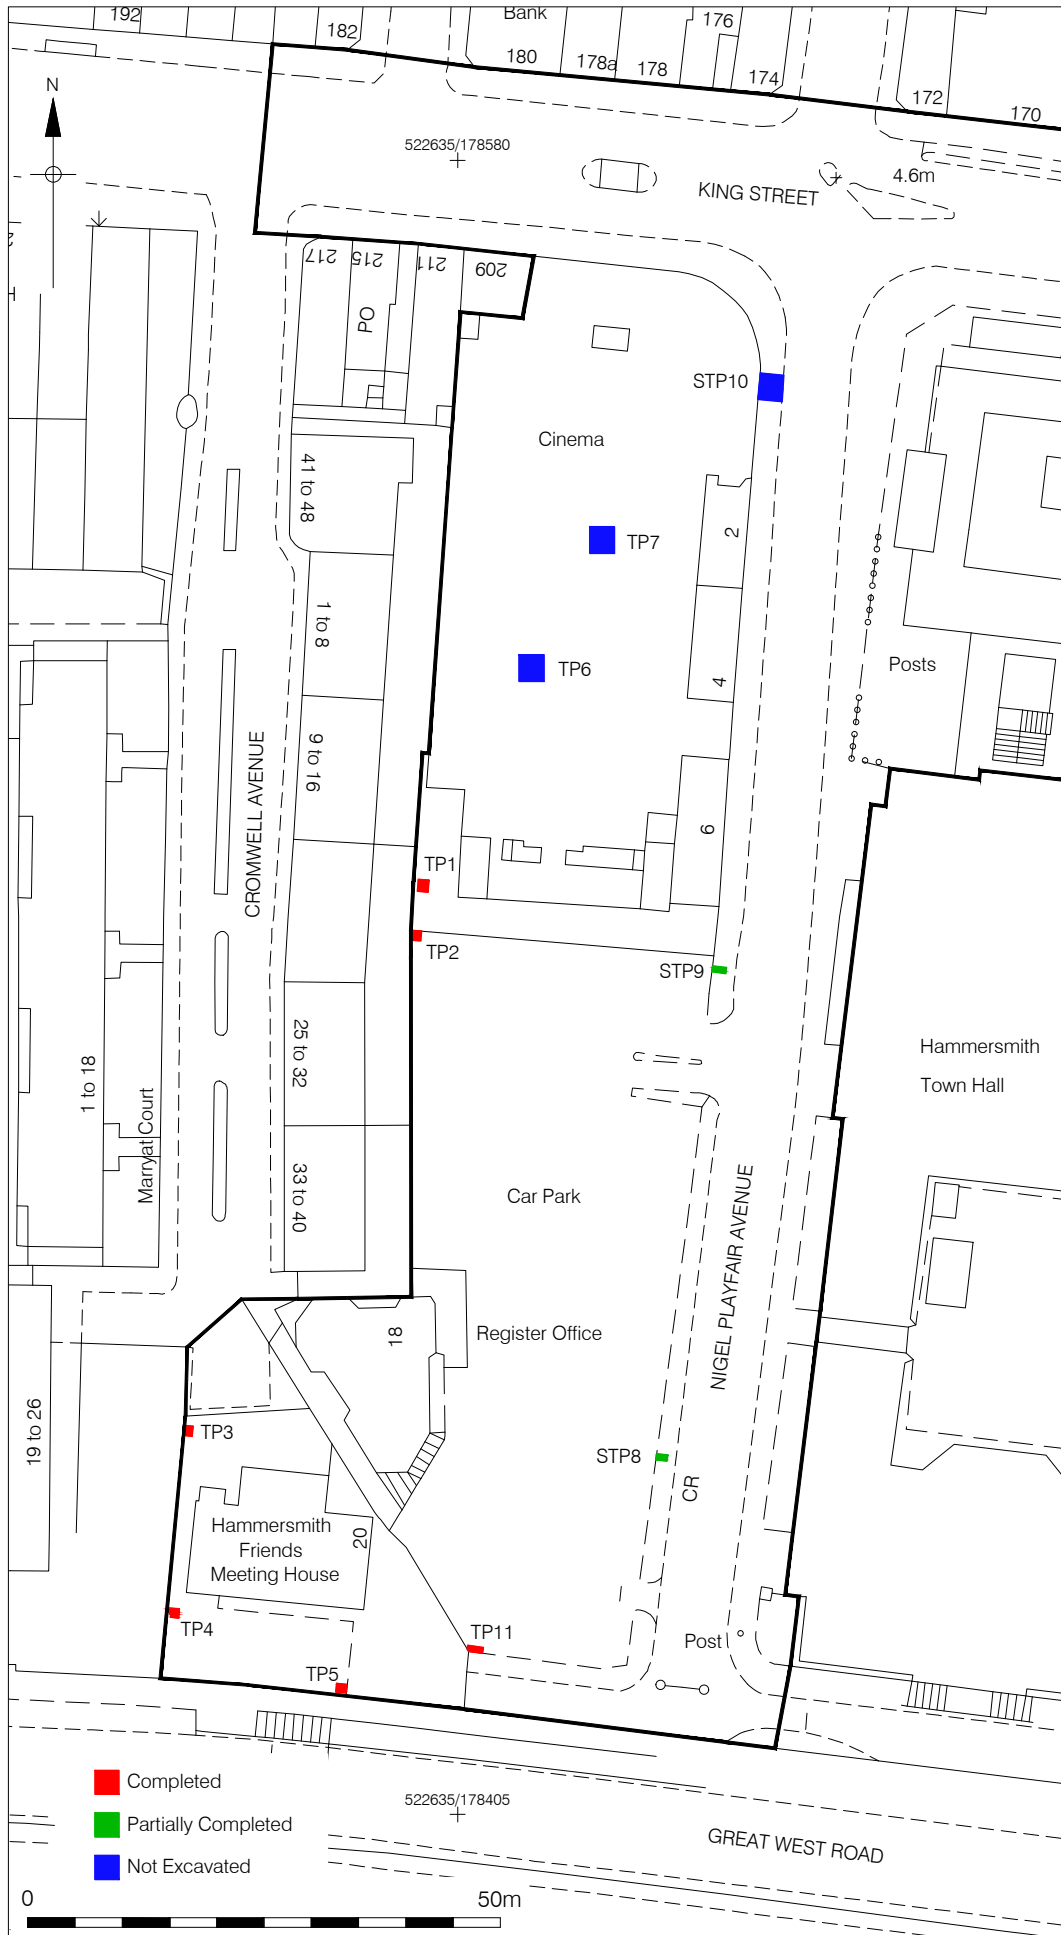 Bank
192
182
180
178a
178
176
174
172
170
N
522635/178580
4.6m
KING STREET
217
215
211
209
PO
STP10
Cinema
41 to 48
2
TP7
1 to 8
TP6
4
Posts
9 to 16
CROMWELL AVENUE
6
TP1
TP2
STP9
25 to 32
Hammersmith
Town Hall
1 to 18
Marryat Court
33 to 40
Car Park
NIGEL PLAYFAIR AVENUE
18
Register Office
19 to 26
TP3
STP8
CR
Hammersmith
Friends
Meeting House
20
TP4
TP11
Post
TP5
Completed
522635/178405
Partially Completed
GREAT WEST ROAD
Not Excavated
0
50m